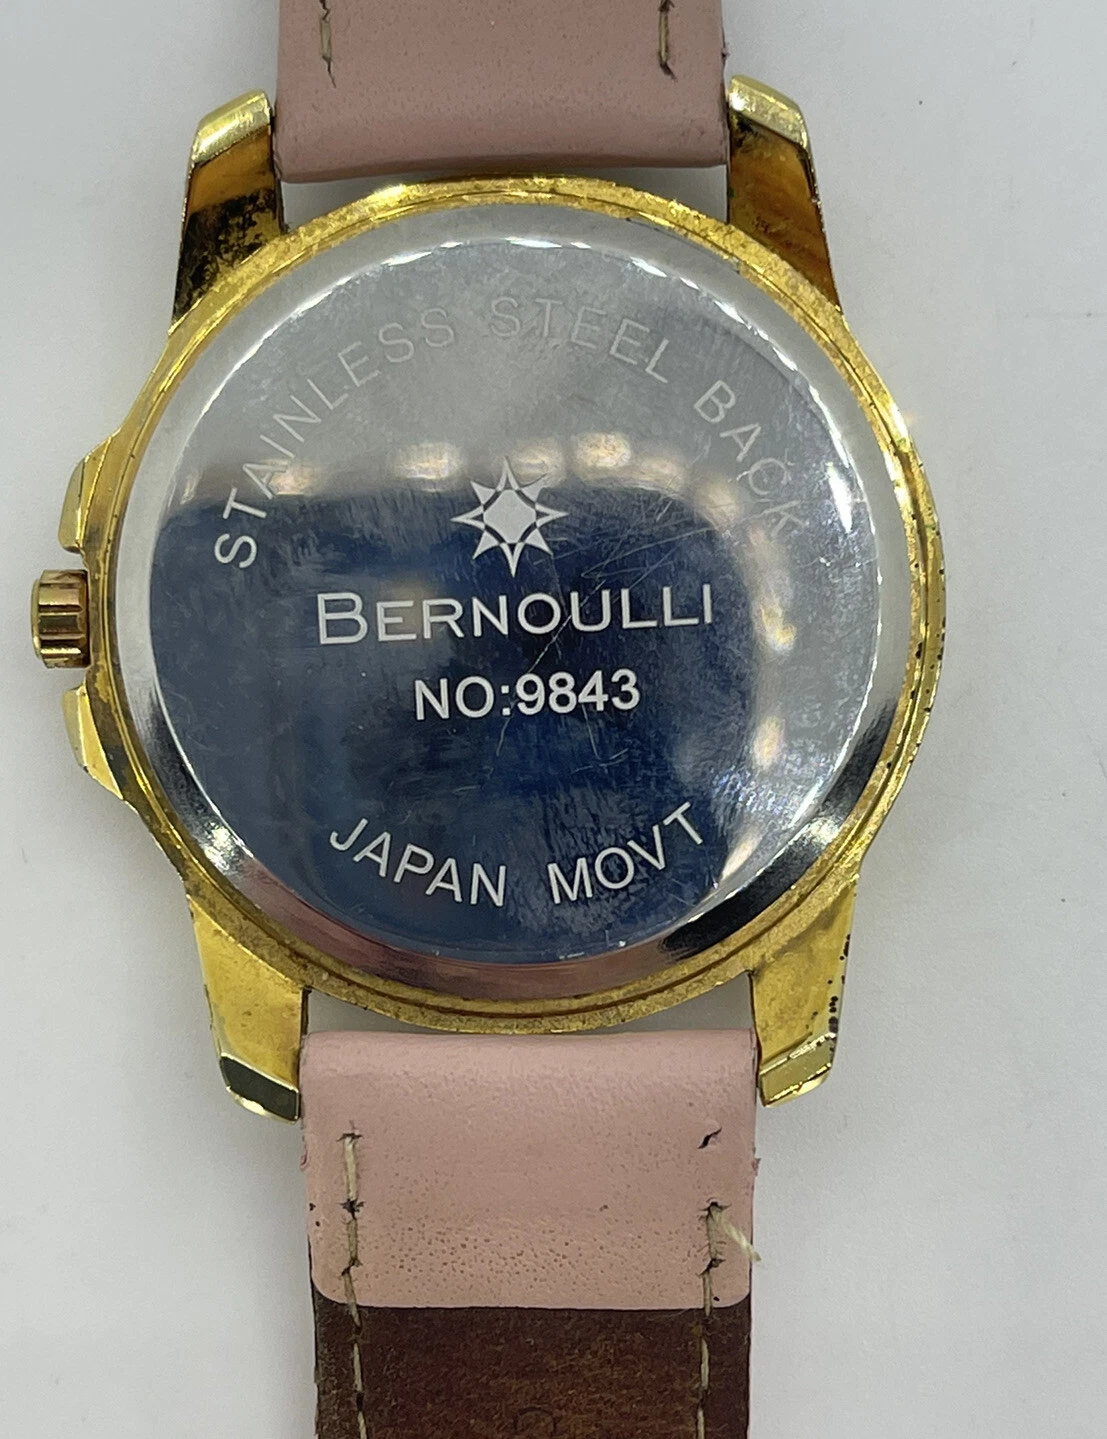 STAINLESS STEEL BACK
BERNOULLI
NO:9843
JAPAN MOVT